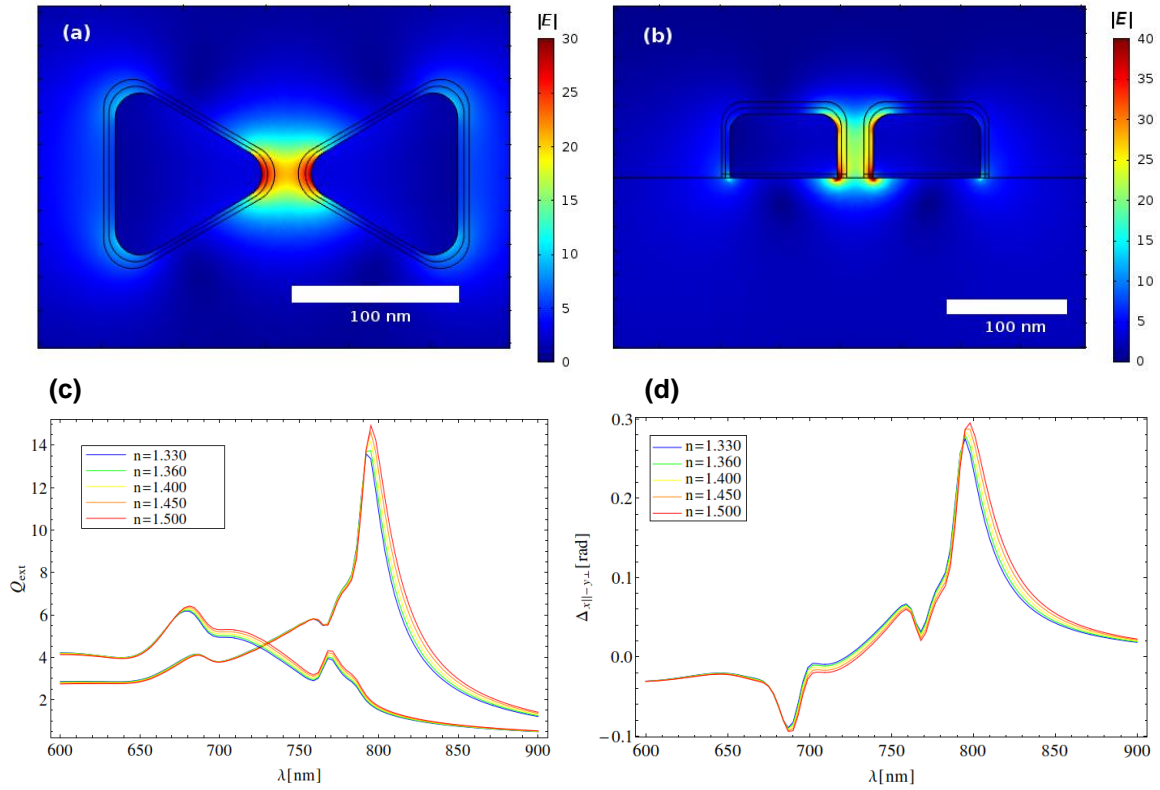 (a)
|E|
30
25
20
15
10
5
0
100 nm
(b)
|E|
40
35
30
25
20
15
10
5
0
100 nm
(c)
14
12
10
8
6
4
2
Q_ext
n=1.330
n=1.360
n=1.400
n=1.450
n=1.500
600 650 700 750 800 850 900
λ[nm]
(d)
0.3
0.2
0.1
0.0
−0.1
Δ_x||−y⊥[rad]
n=1.330
n=1.360
n=1.400
n=1.450
n=1.500
600 650 700 750 800 850 900
λ[nm]